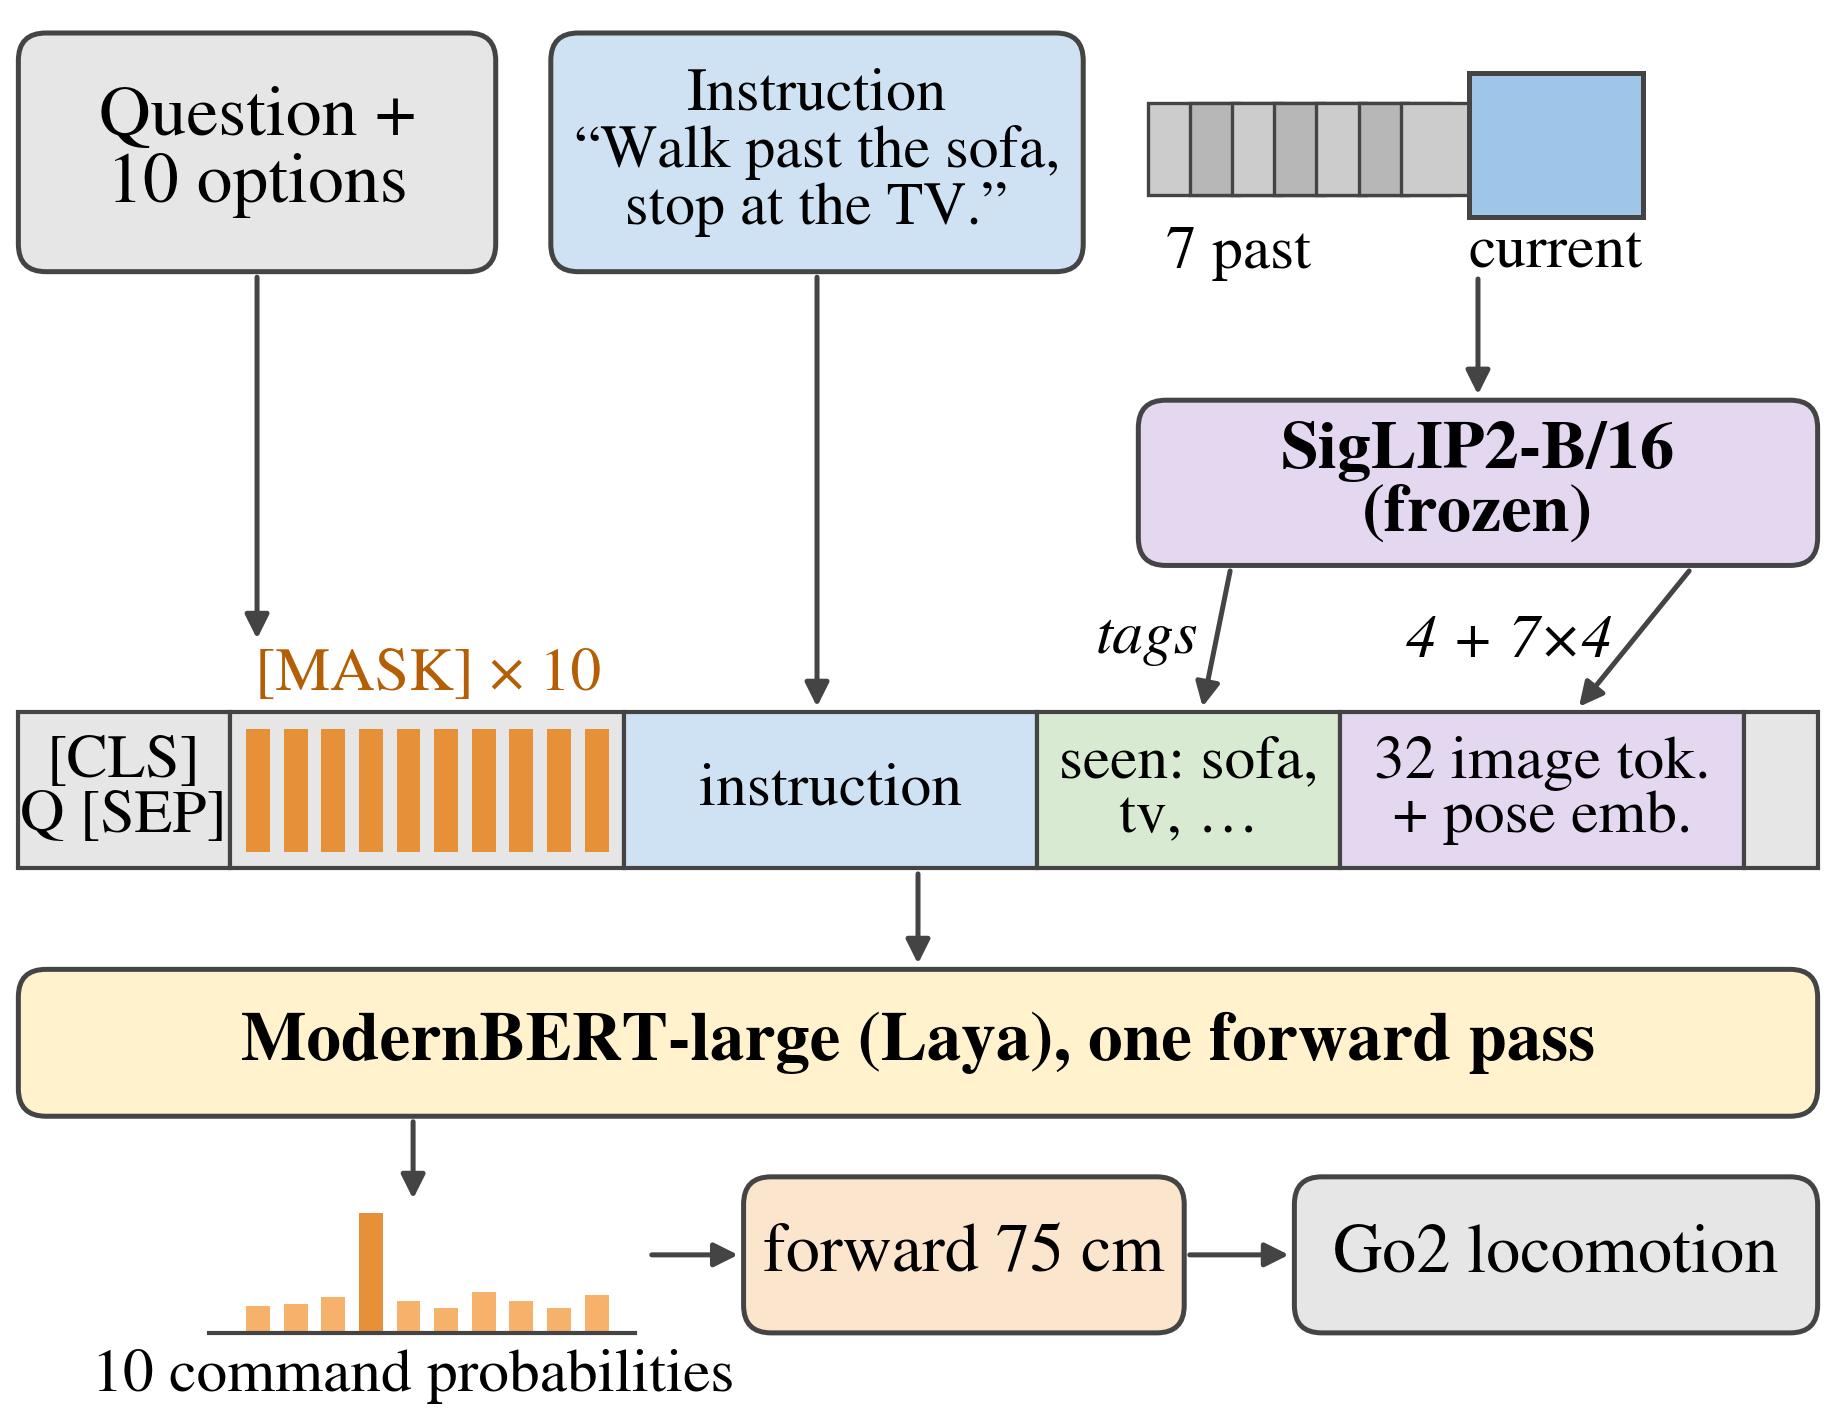 Question +
10 options
Instruction
“Walk past the sofa,
stop at the TV.”
7 past
current
SigLIP2-B/16
(frozen)
tags
4 + 7×4
[MASK] × 10
[CLS]
Q [SEP]
instruction
seen: sofa,
tv, …
32 image tok.
+ pose emb.
ModernBERT-large (Laya), one forward pass
forward 75 cm
Go2 locomotion
10 command probabilities